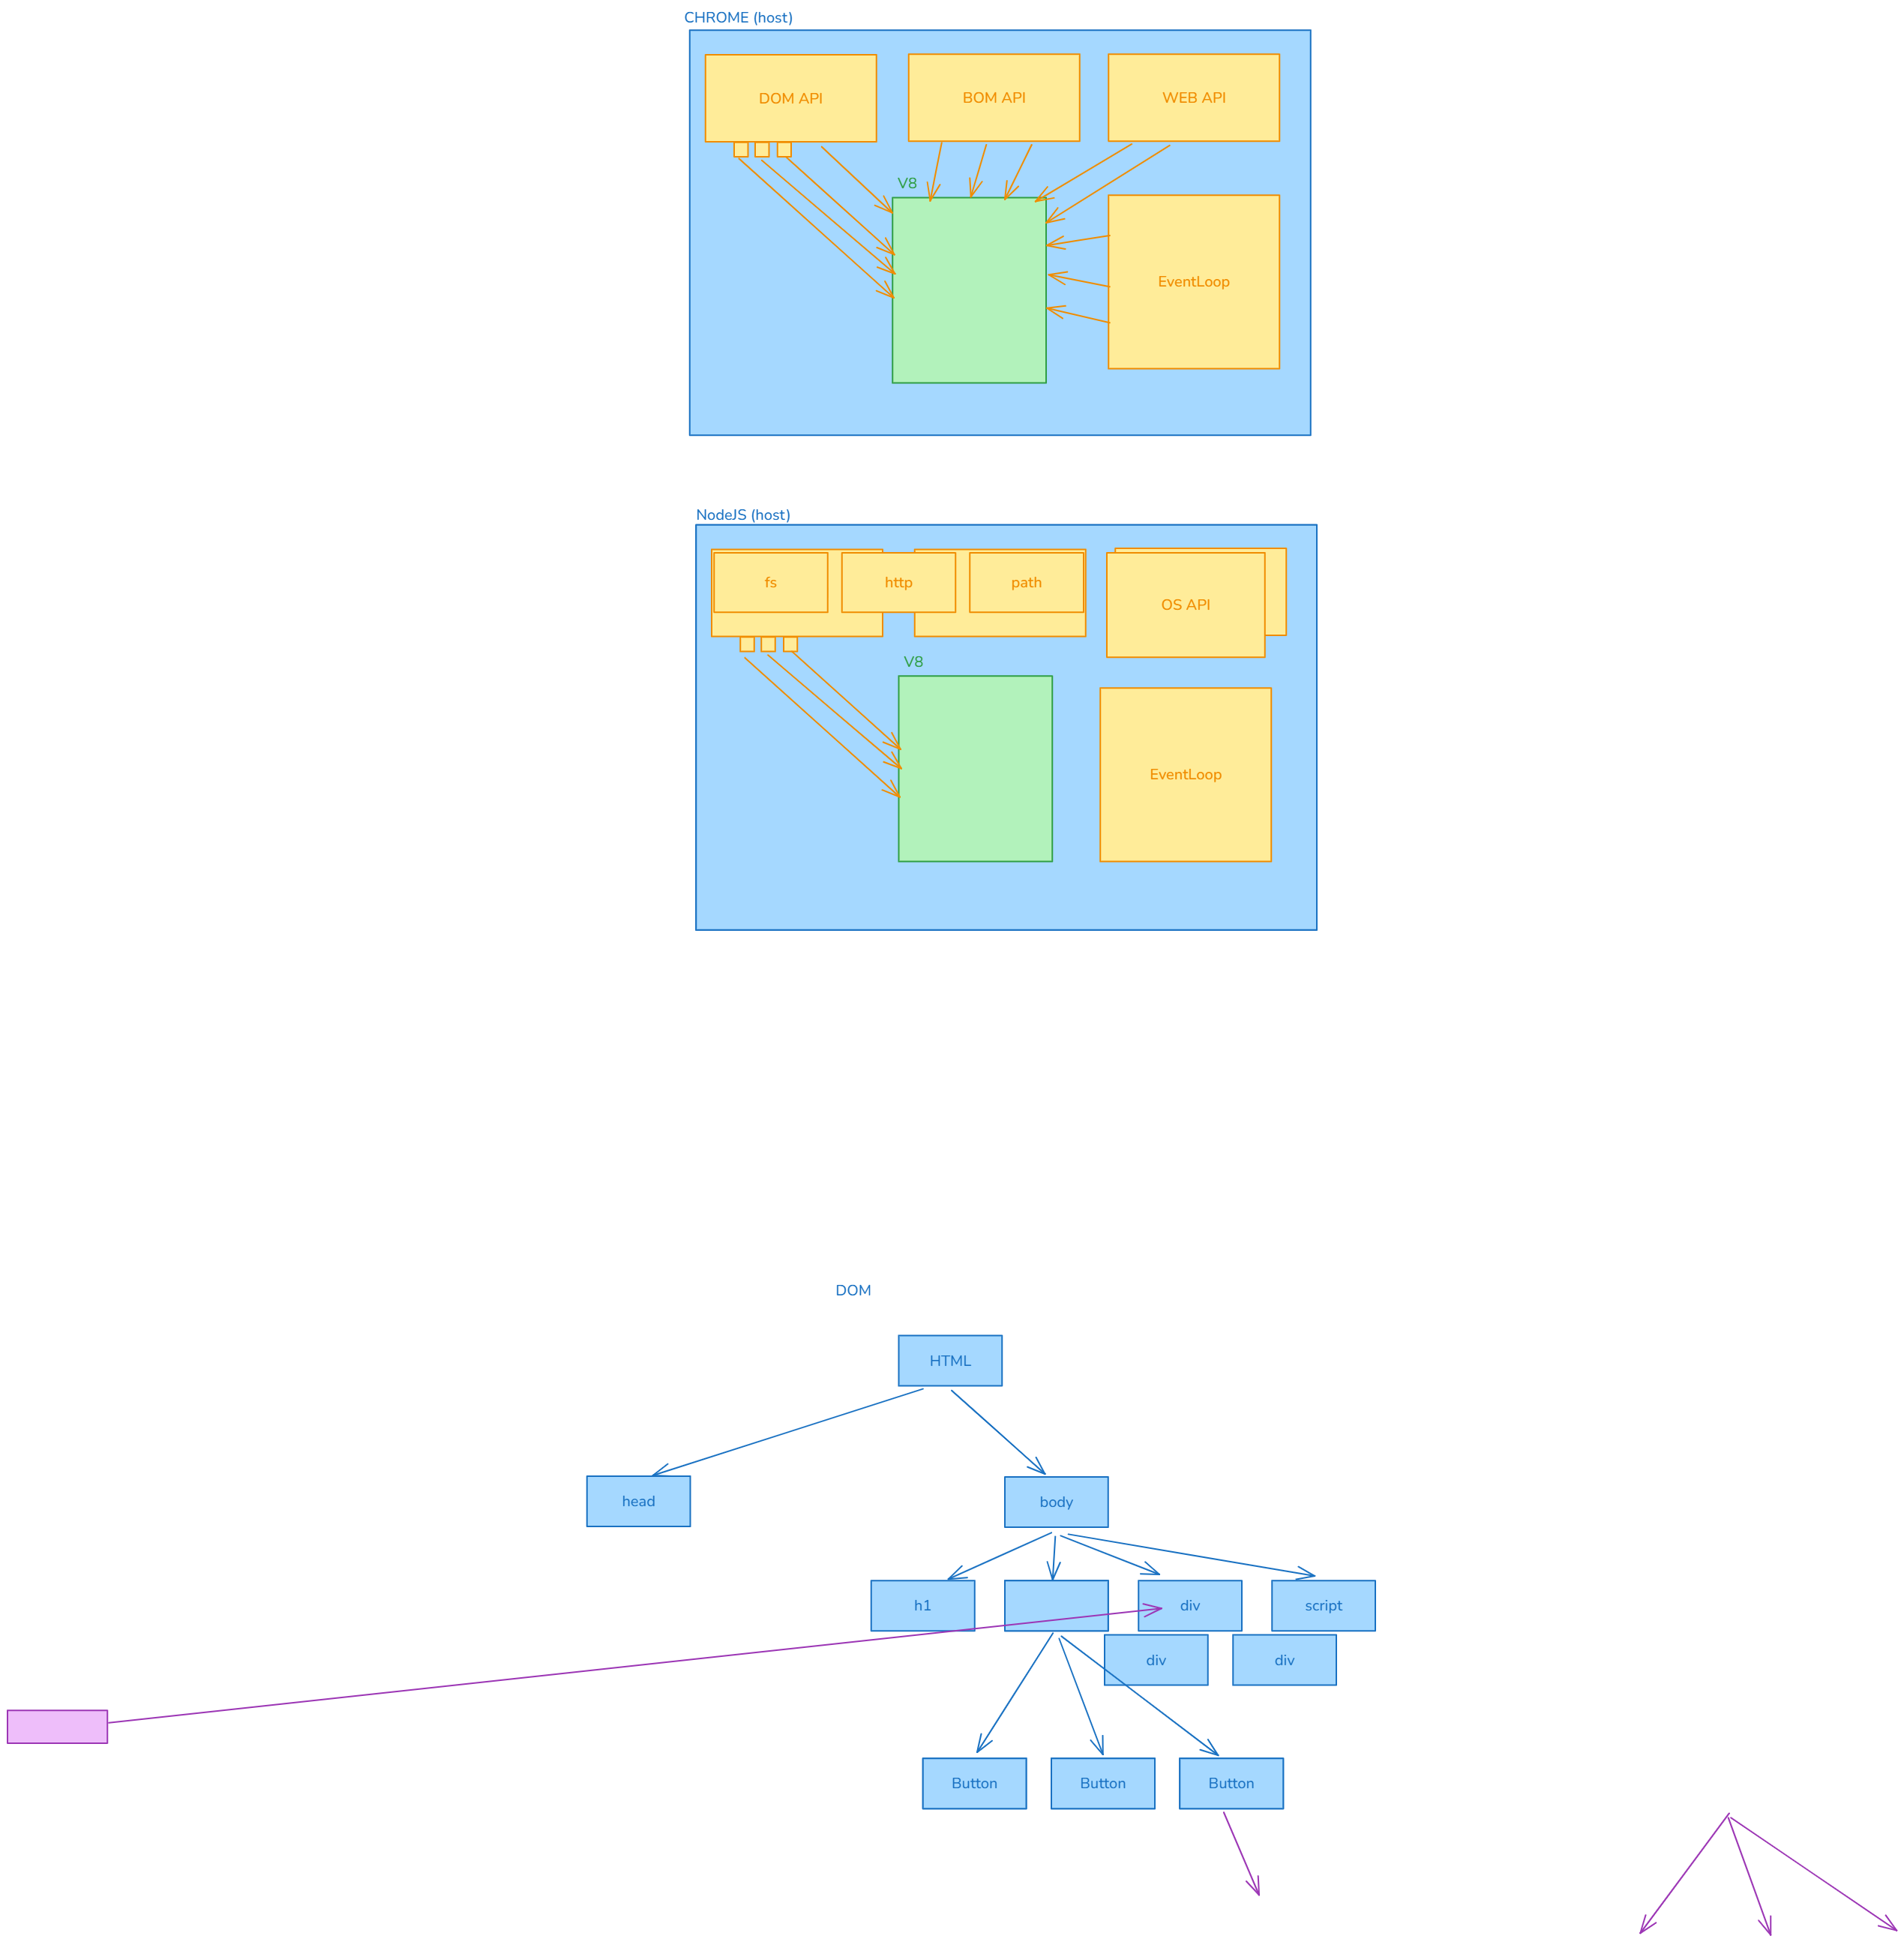 CHROME (host)
DOM API
BOM API
WEB API
V8
EventLoop
NodeJS (host)
fs
http
path
OS API
V8
EventLoop
DOM
HTML
head
body
h1
div
script
div
div
Button
Button
Button